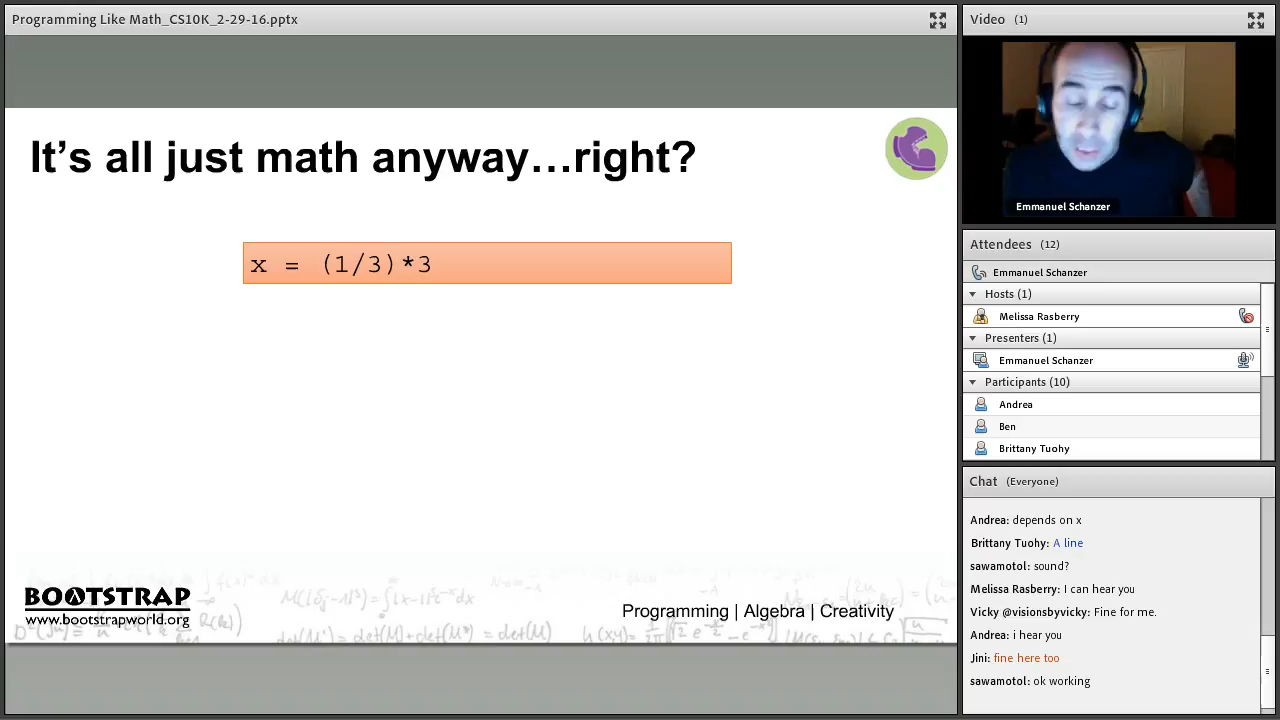 Programming Like Math_CS10K_2-29-16.pptx
It's all just math anyway…right?
x = (1/3)*3
BOOTSTRAP
www.bootstrapworld.org
Programming | Algebra | Creativity
Video (1)
Emmanuel Schanzer
Attendees (12)
Emmanuel Schanzer
Hosts (1)
Melissa Rasberry
Presenters (1)
Emmanuel Schanzer
Participants (10)
Andrea
Ben
Brittany Tuohy
Chat (Everyone)
Andrea: depends on x
Brittany Tuohy: A line
sawamotol: sound?
Melissa Rasberry: I can hear you
Vicky @visionsbyvicky: Fine for me.
Andrea: i hear you
Jini: fine here too
sawamotol: ok working